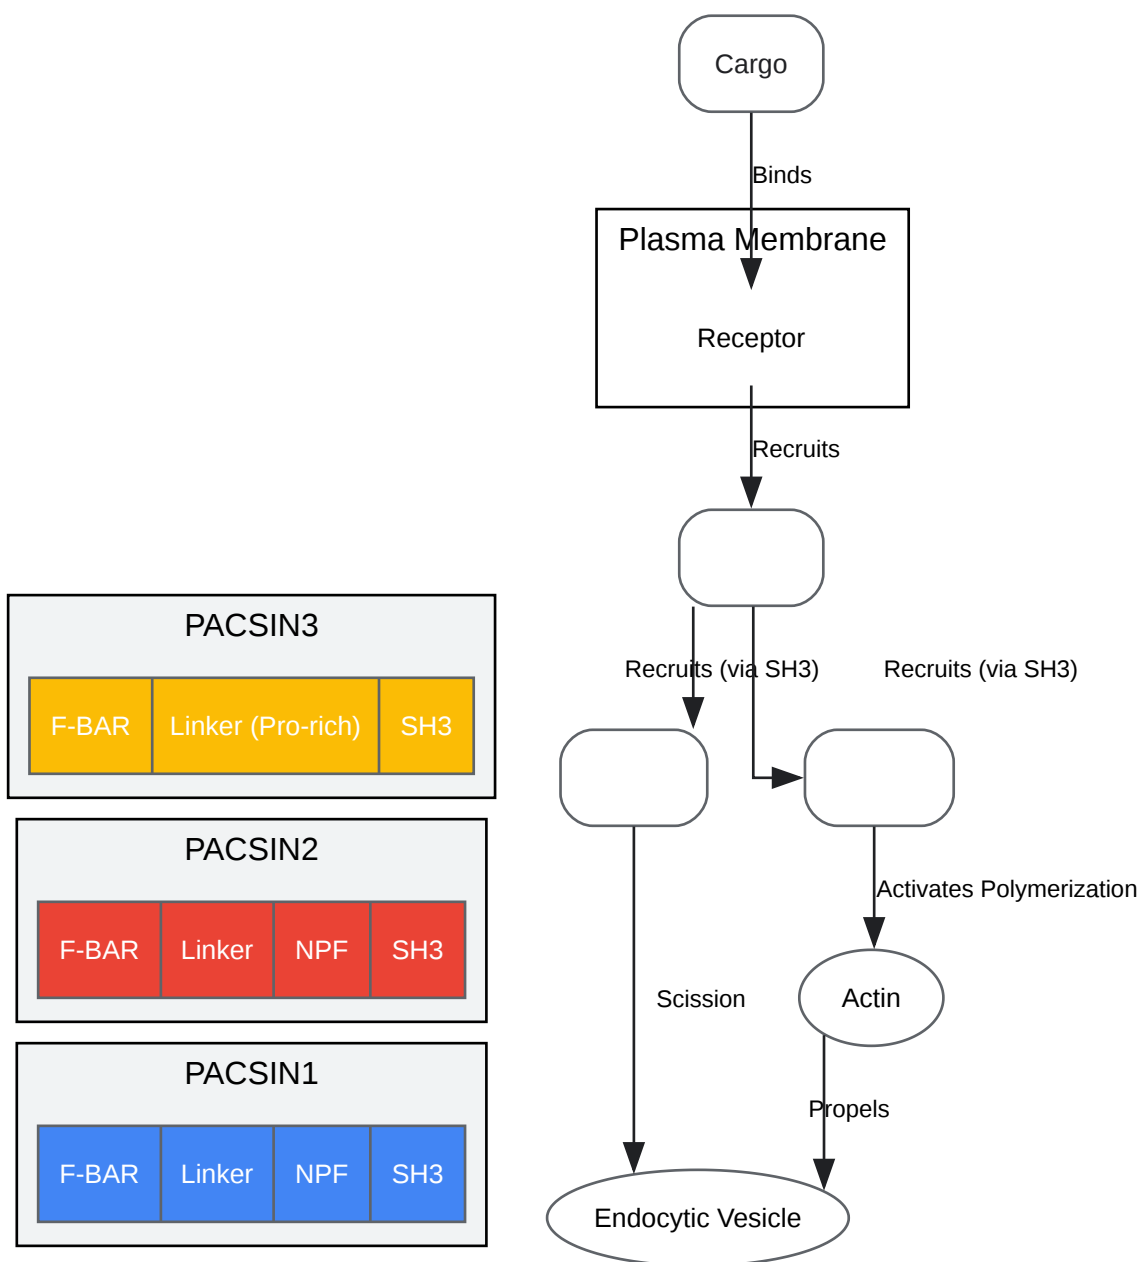 Cargo
Binds
Plasma Membrane
Receptor
Recruits
Recruits (via SH3)
Recruits (via SH3)
Activates Polymerization
Scission
Actin
Propels
Endocytic Vesicle
PACSIN3
F-BAR
Linker (Pro-rich)
SH3
PACSIN2
F-BAR
Linker
NPF
SH3
PACSIN1
F-BAR
Linker
NPF
SH3